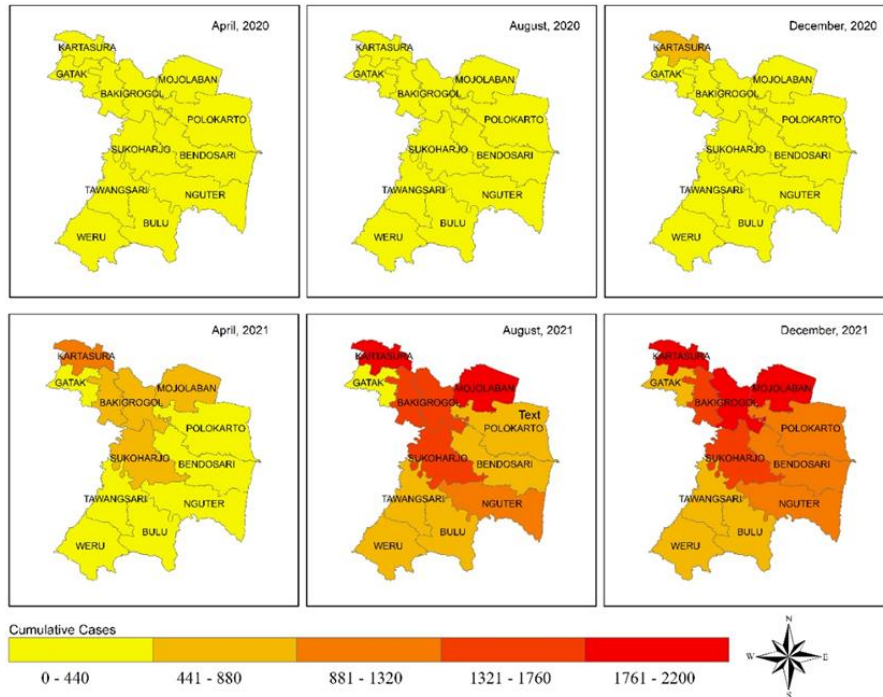 April, 2020
KARTASURA
GATAK
MOJOLABAN
BAKIGROGOL
POLOKARTO
SUKOHARJO
BENDOSARI
TAWANGSARI
NGUTER
BULU
WERU
August, 2020
KARTASURA
GATAK
MOJOLABAN
BAKIGROGOL
POLOKARTO
SUKOHARJO
BENDOSARI
TAWANGSARI
NGUTER
BULU
WERU
December, 2020
KARTASURA
GATAK
MOJOLABAN
BAKIGROGOL
POLOKARTO
SUKOHARJO
BENDOSARI
TAWANGSARI
NGUTER
BULU
WERU
April, 2021
KARTASURA
GATAK
MOJOLABAN
BAKIGROGOL
POLOKARTO
SUKOHARJO
BENDOSARI
TAWANGSARI
NGUTER
BULU
WERU
August, 2021
KARTASURA
GATAK
MOJOLABAN
BAKIGROGOL
Text
POLOKARTO
SUKOHARJO
BENDOSARI
TAWANGSARI
NGUTER
BULU
WERU
December, 2021
KARTASURA
GATAK
MOJOLABAN
BAKIGROGOL
POLOKARTO
SUKOHARJO
BENDOSARI
TAWANGSARI
NGUTER
BULU
WERU
Cumulative Cases
0 - 440 441 - 880 881 - 1320 1321 - 1760 1761 - 2200
N
W E
S